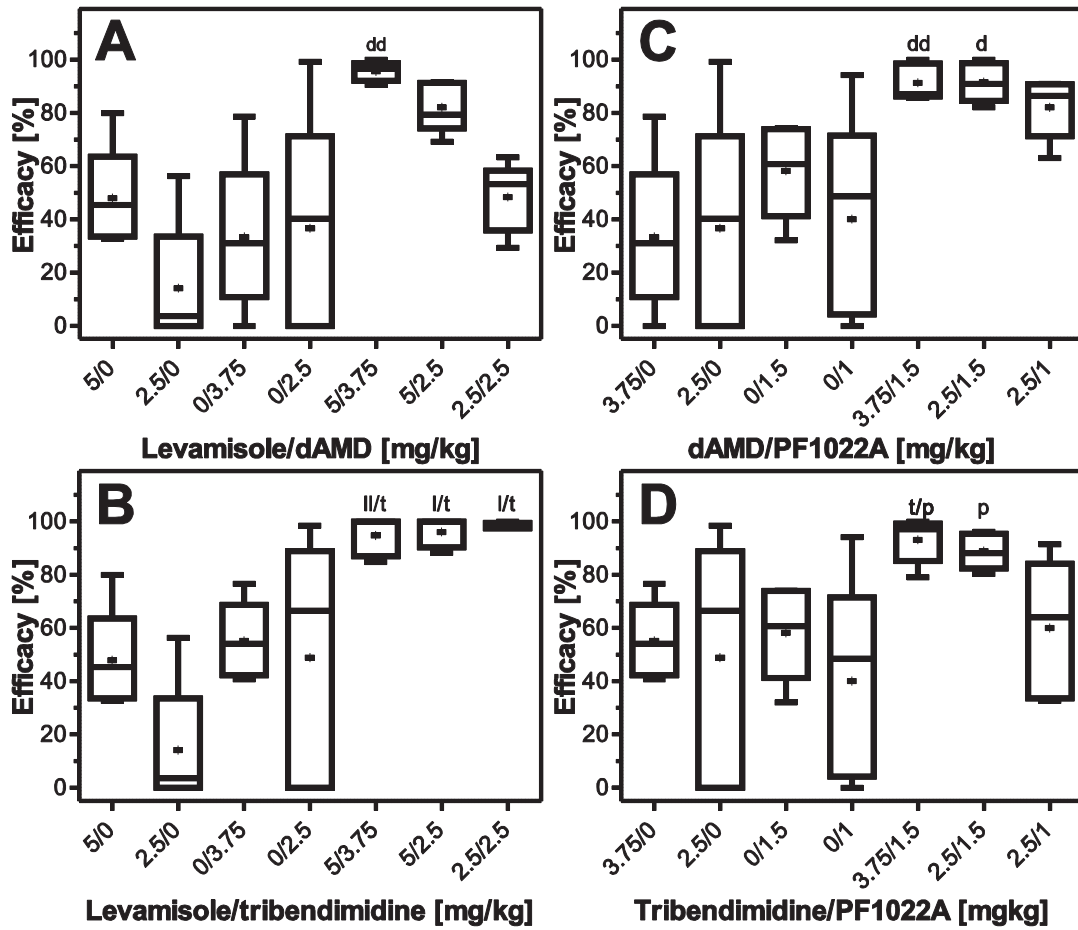 A
dd
Efficacy [%]
100
80
60
40
20
0
5/0
2.5/0
0/3.75
0/2.5
5/3.75
5/2.5
2.5/2.5
Levamisole/dAMD [mg/kg]
C
dd
d
Efficacy [%]
100
80
60
40
20
0
3.75/0
2.5/0
0/1.5
0/1
3.75/1.5
2.5/1.5
2.5/1
dAMD/PF1022A [mg/kg]
B
ll/t
l/t
l/t
Efficacy [%]
100
80
60
40
20
0
5/0
2.5/0
0/3.75
0/2.5
5/3.75
5/2.5
2.5/2.5
Levamisole/tribendimidine [mg/kg]
D
t/p
p
Efficacy [%]
100
80
60
40
20
0
3.75/0
2.5/0
0/1.5
0/1
3.75/1.5
2.5/1.5
2.5/1
Tribendimidine/PF1022A [mgkg]